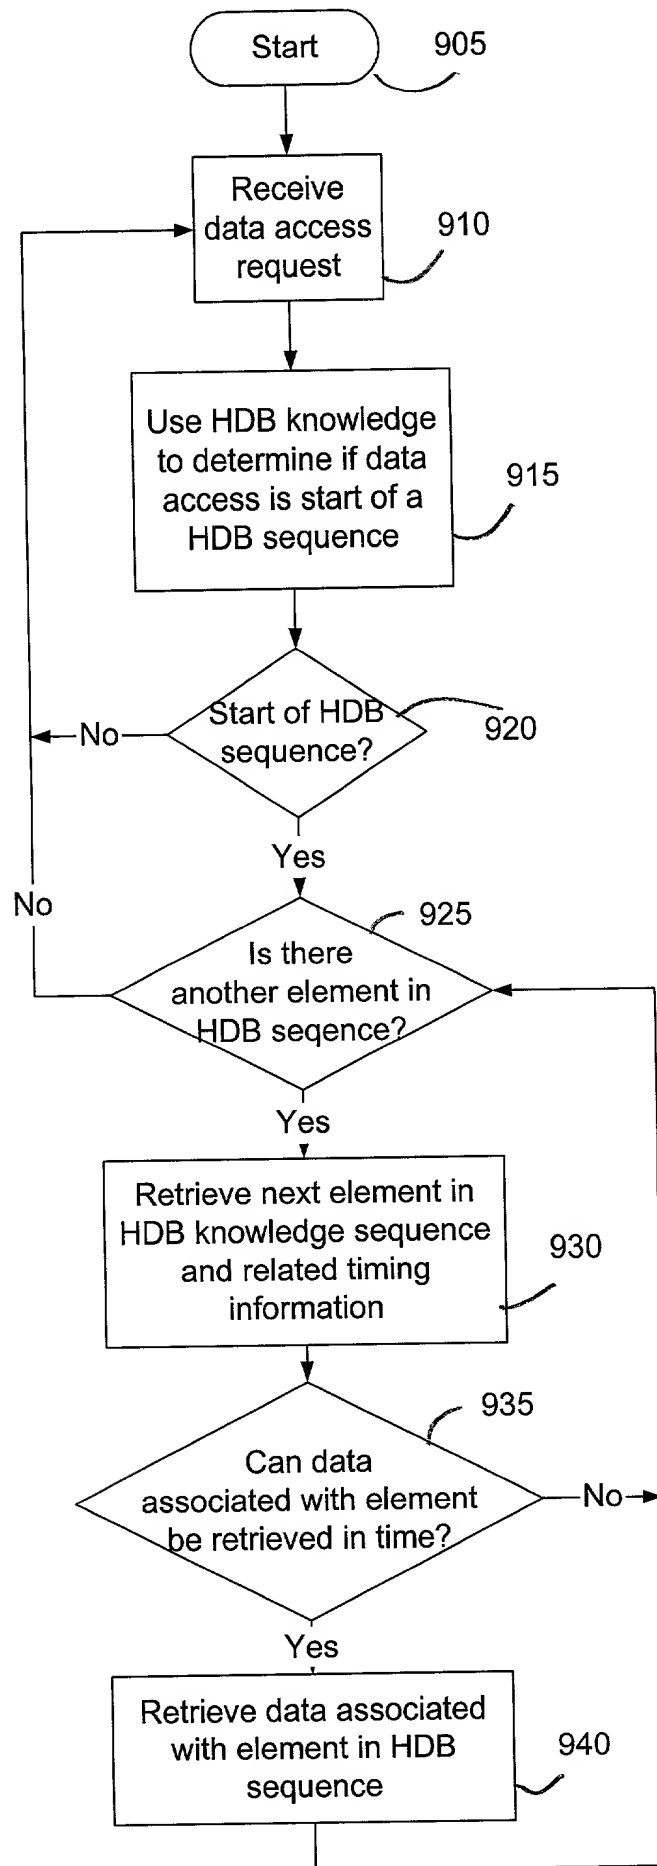 Start
905
Receive
data access
request
910
Use HDB knowledge
to determine if data
access is start of a
HDB sequence
915
Start of HDB
sequence?
920
No
Yes
No
925
Is there
another element in
HDB seqence?
Yes
Retrieve next element in
HDB knowledge sequence
and related timing
information
930
935
Can data
associated with element
be retrieved in time?
No
Yes
Retrieve data associated
with element in HDB
sequence
940